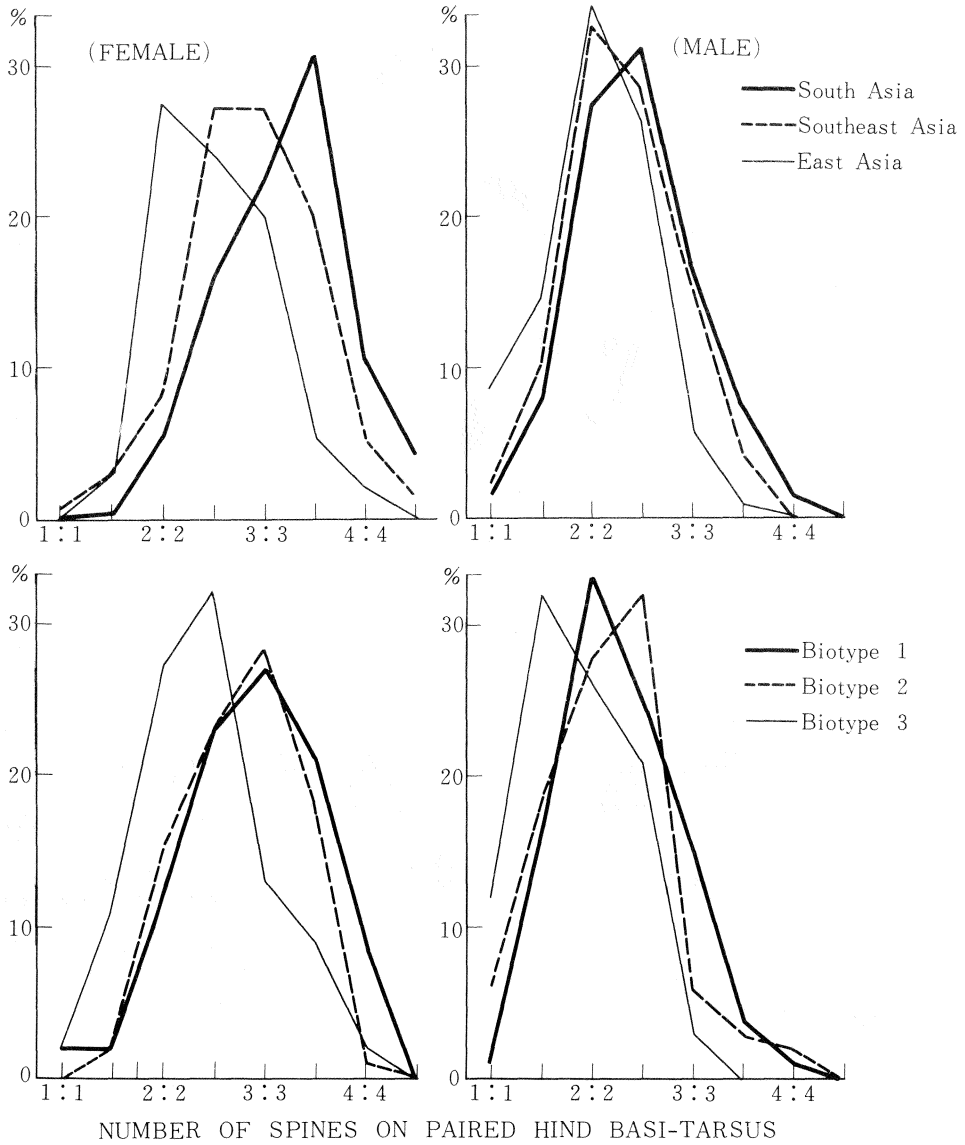 %
(FEMALE)
30
20
10
0
1:1 2:2 3:3 4:4
%
(MALE)
30
20
10
0
1:1 2:2 3:3 4:4
South Asia
Southeast Asia
East Asia
%
30
20
10
0
1:1 2:2 3:3 4:4
%
30
20
10
0
1:1 2:2 3:3 4:4
Biotype 1
Biotype 2
Biotype 3
NUMBER OF SPINES ON PAIRED HIND BASI-TARSUS